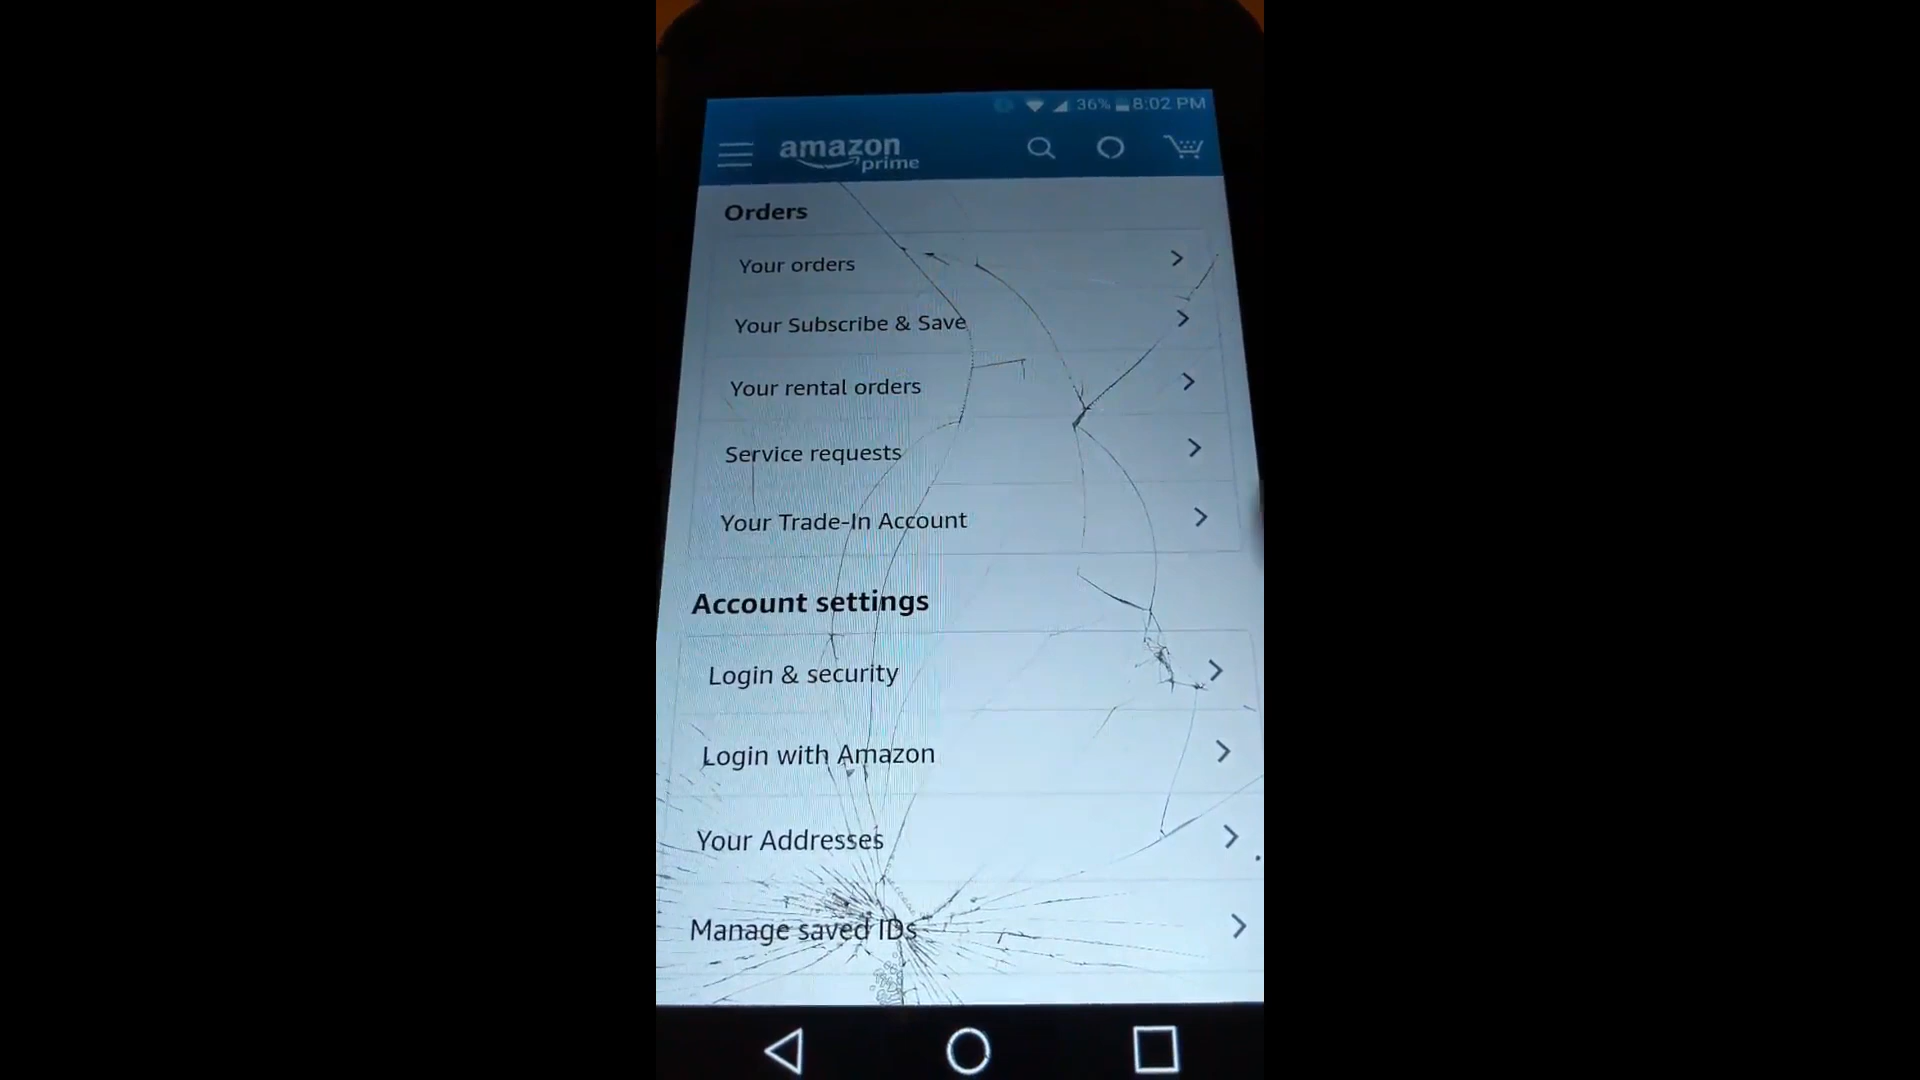 36% 8:02 PM
amazon
prime
Orders
Your orders
Your Subscribe & Save
Your rental orders
Service requests
Your Trade-In Account
Account settings
Login & security
Login with Amazon
Your Addresses
Manage saved IDs